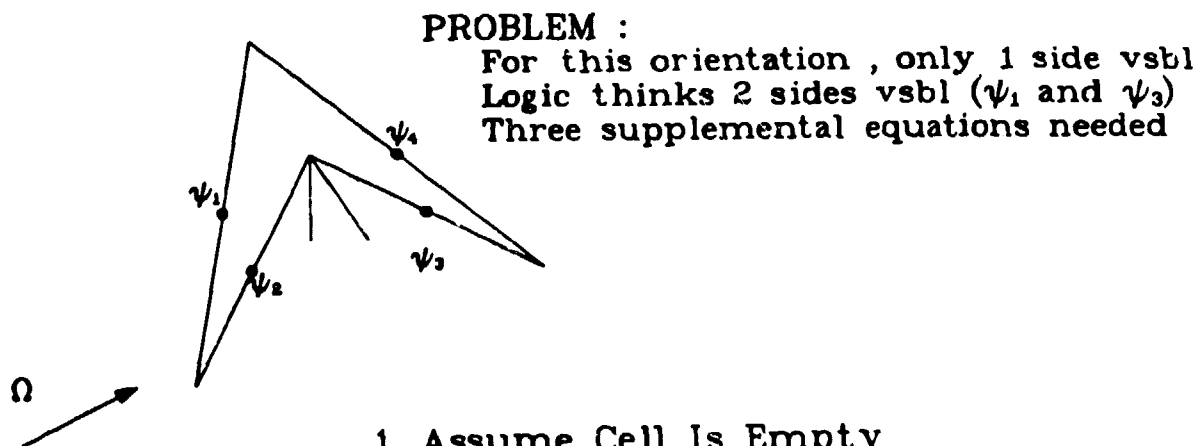 PROBLEM :
For this orientation , only 1 side vsbl
Logic thinks 2 sides vsbl (ψ₁ and ψ₃)
Three supplemental equations needed
ψ₄
ψ₁
ψ₃
ψ₂
Ω
1. Assume Cell Is Empty